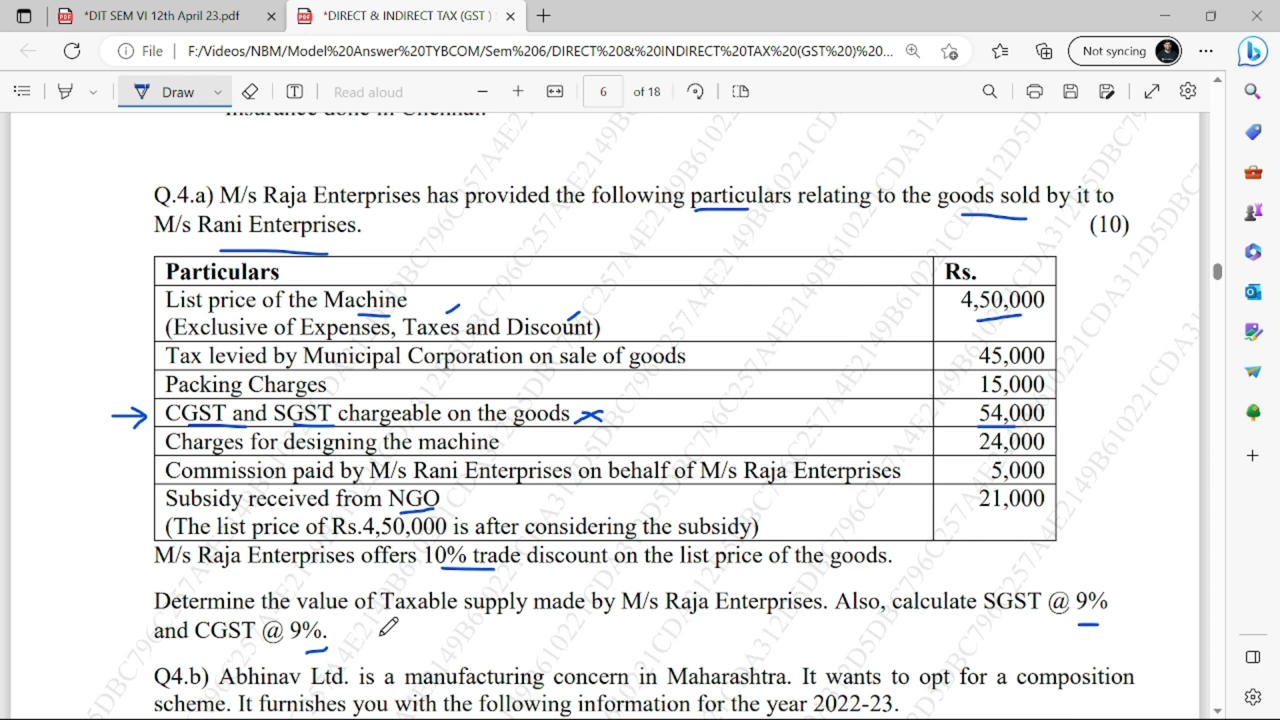 *DIT SEM VI 12th April 23.pdf
*DIRECT & INDIRECT TAX (GST )
File
F:/Videos/NBM/Model%20Answer%20TYBCOM/Sem%206/DIRECT%20&%20INDIRECT%20TAX%20(GST%20)%20...
Not syncing
Draw
Read aloud
6
of 18
Insurance done in Chennai.
Q.4.a) M/s Raja Enterprises has provided the following particulars relating to the goods sold by it to
M/s Rani Enterprises. (10)
Particulars Rs.
List price of the Machine 4,50,000
(Exclusive of Expenses, Taxes and Discount)
Tax levied by Municipal Corporation on sale of goods 45,000
Packing Charges 15,000
CGST and SGST chargeable on the goods 54,000
Charges for designing the machine 24,000
Commission paid by M/s Rani Enterprises on behalf of M/s Raja Enterprises 5,000
Subsidy received from NGO 21,000
(The list price of Rs.4,50,000 is after considering the subsidy)
M/s Raja Enterprises offers 10% trade discount on the list price of the goods.
Determine the value of Taxable supply made by M/s Raja Enterprises. Also, calculate SGST @ 9%
and CGST @ 9%.
Q4.b) Abhinav Ltd. is a manufacturing concern in Maharashtra. It wants to opt for a composition
scheme. It furnishes you with the following information for the year 2022-23.